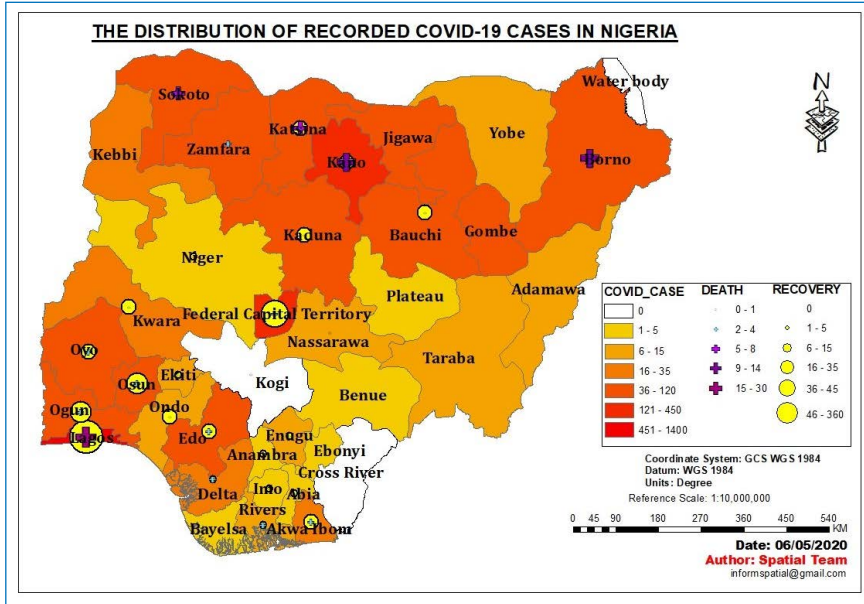 THE DISTRIBUTION OF RECORDED COVID-19 CASES IN NIGERIA
N
Water body
Sokoto
Katsina
Jigawa
Yobe
Borno
Kebbi
Zamfara
Kano
Kaduna
Bauchi
Gombe
Niger
Adamawa
Plateau
Federal Capital Territory
Kwara
Nassarawa
Taraba
Oyo
Osun
Ekiti
Kogi
Benue
Ogun
Ondo
Lagos
Edo
Enugu
Anambra
Ebonyi
Cross River
Delta
Imo
Abia
Rivers
Bayelsa
Akwa Ibom
COVID_CASE
0
1 - 5
6 - 15
16 - 35
36 - 120
121 - 450
451 - 1400
DEATH
0 - 1
2 - 4
5 - 8
9 - 14
15 - 30
RECOVERY
0
1 - 5
6 - 15
16 - 35
36 - 45
46 - 360
Coordinate System: GCS WGS 1984
Datum: WGS 1984
Units: Degree
Reference Scale: 1:10,000,000
0 45 90 180 270 360 450 540
KM
Date: 06/05/2020
Author: Spatial Team
informspatial@gmail.com